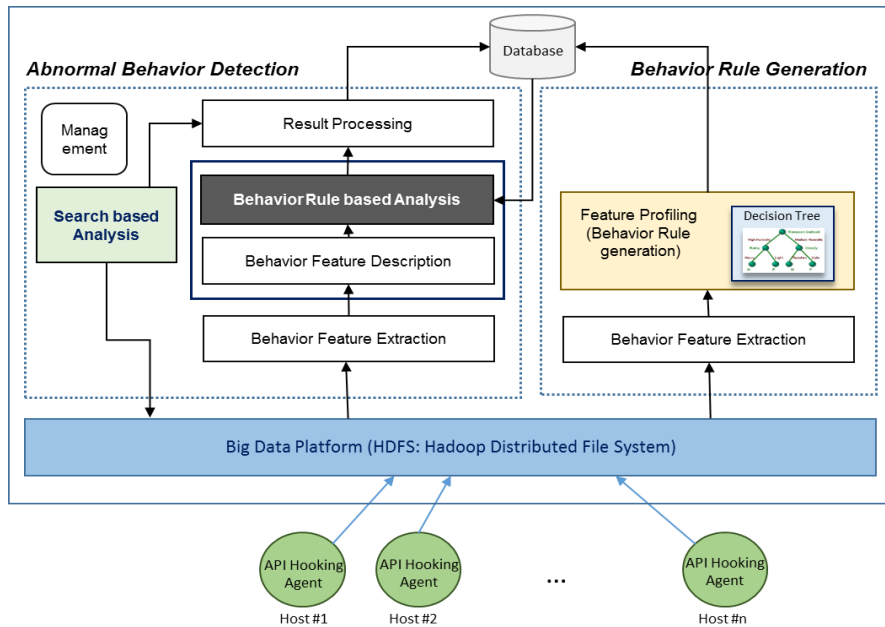 Database
Abnormal Behavior Detection
Behavior Rule Generation
Manag
ement
Result Processing
Search based
Analysis
Behavior Rule based Analysis
Behavior Feature Description
Behavior Feature Extraction
Feature Profiling
(Behavior Rule
generation)
Decision Tree
Behavior Feature Extraction
Big Data Platform (HDFS: Hadoop Distributed File System)
API Hooking
Agent
Host #1
API Hooking
Agent
Host #2
...
API Hooking
Agent
Host #n